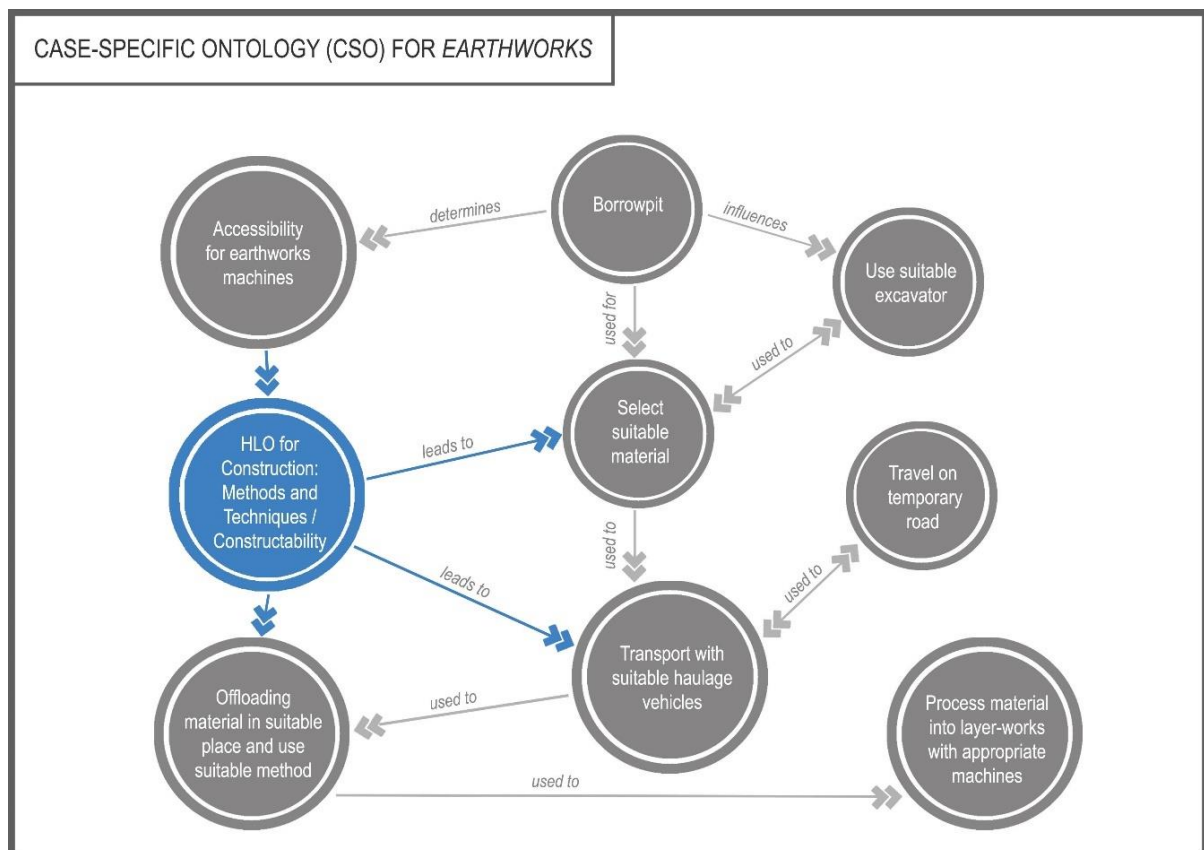 CASE-SPECIFIC ONTOLOGY (CSO) FOR EARTHWORKS
Accessibility
for earthworks
machines
determines
Borrowpit
influences
Use suitable
excavator
used for
used to
HLO for
Construction:
Methods and
Techniques /
Constructability
leads to
Select
suitable
material
Travel on
temporary
road
used to
leads to
used to
Transport with
suitable haulage
vehicles
Offloading
material in suitable
place and use
suitable method
used to
Process material
into layer-works
with appropriate
machines
used to